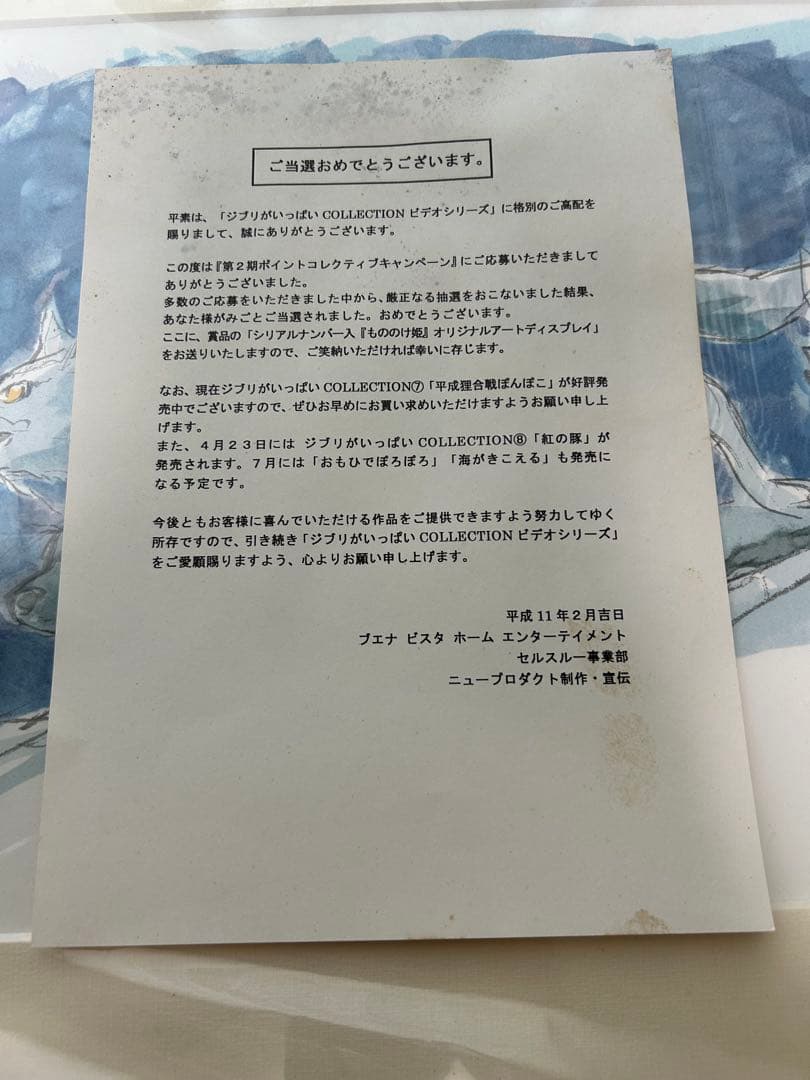 ご当選おめでとうございます。
平素は、「ジブリがいっぱい COLLECTION ビデオシリーズ」に格別のご高配を
賜りまして、誠にありがとうございます。
この度は『第２期ポイントコレクティブキャンペーン』にご応募いただきまして
ありがとうございました。
多数のご応募をいただきました中から、厳正なる抽選をおこないました結果、
あなた様がみごとご当選されました。おめでとうございます。
ここに、賞品の「シリアルナンバー入『もののけ姫』オリジナルアートディスプレイ」
をお送りいたしますので、ご笑納いただければ幸いに存じます。
なお、現在ジブリがいっぱい COLLECTION⑦「平成狸合戦ぽんぽこ」が好評発
売中でございますので、ぜひお早めにお買い求めいただけますようお願い申し上
げます。
また、４月２３日には ジブリがいっぱい COLLECTION⑧「紅の豚」が
発売されます。７月には「おもひでぽろぽろ」「海がきこえる」も発売に
なる予定です。
今後ともお客様に喜んでいただける作品をご提供できますよう努力してゆく
所存ですので、引き続き「ジブリがいっぱい COLLECTION ビデオシリーズ」
をご愛顧賜りますよう、心よりお願い申し上げます。
平成 11 年２月吉日
ブエナ ビスタ ホーム エンターテイメント
セルスルー事業部
ニュープロダクト制作・宣伝